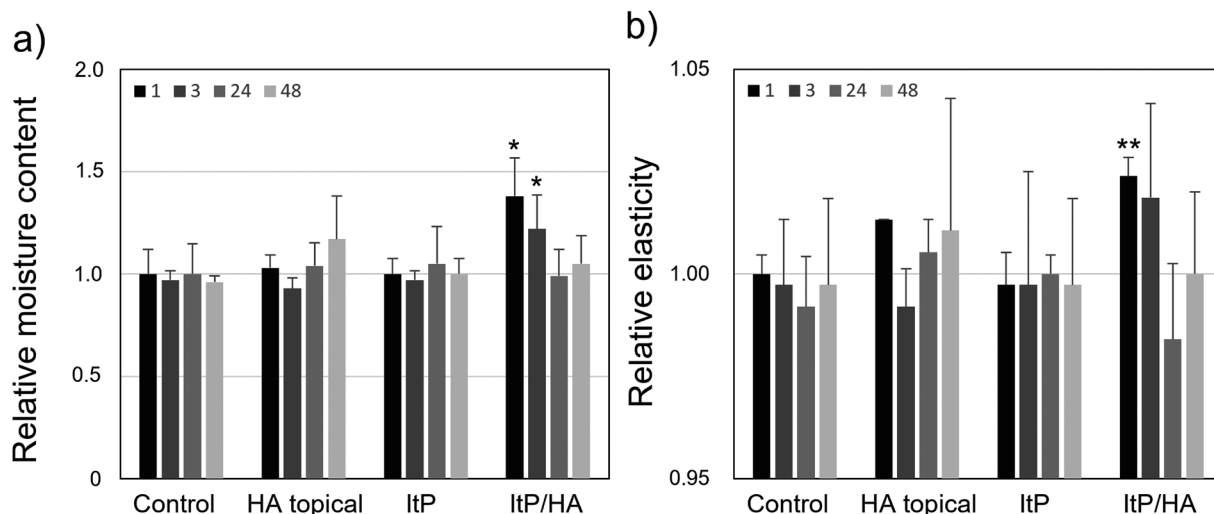 a)
Relative moisture content
2.0
1.5
1.0
0.5
0
1 3 24 48
*
*
Control HA topical ItP ItP/HA
b)
Relative elasticity
1.05
1.00
0.95
1 3 24 48
**
Control HA topical ItP ItP/HA